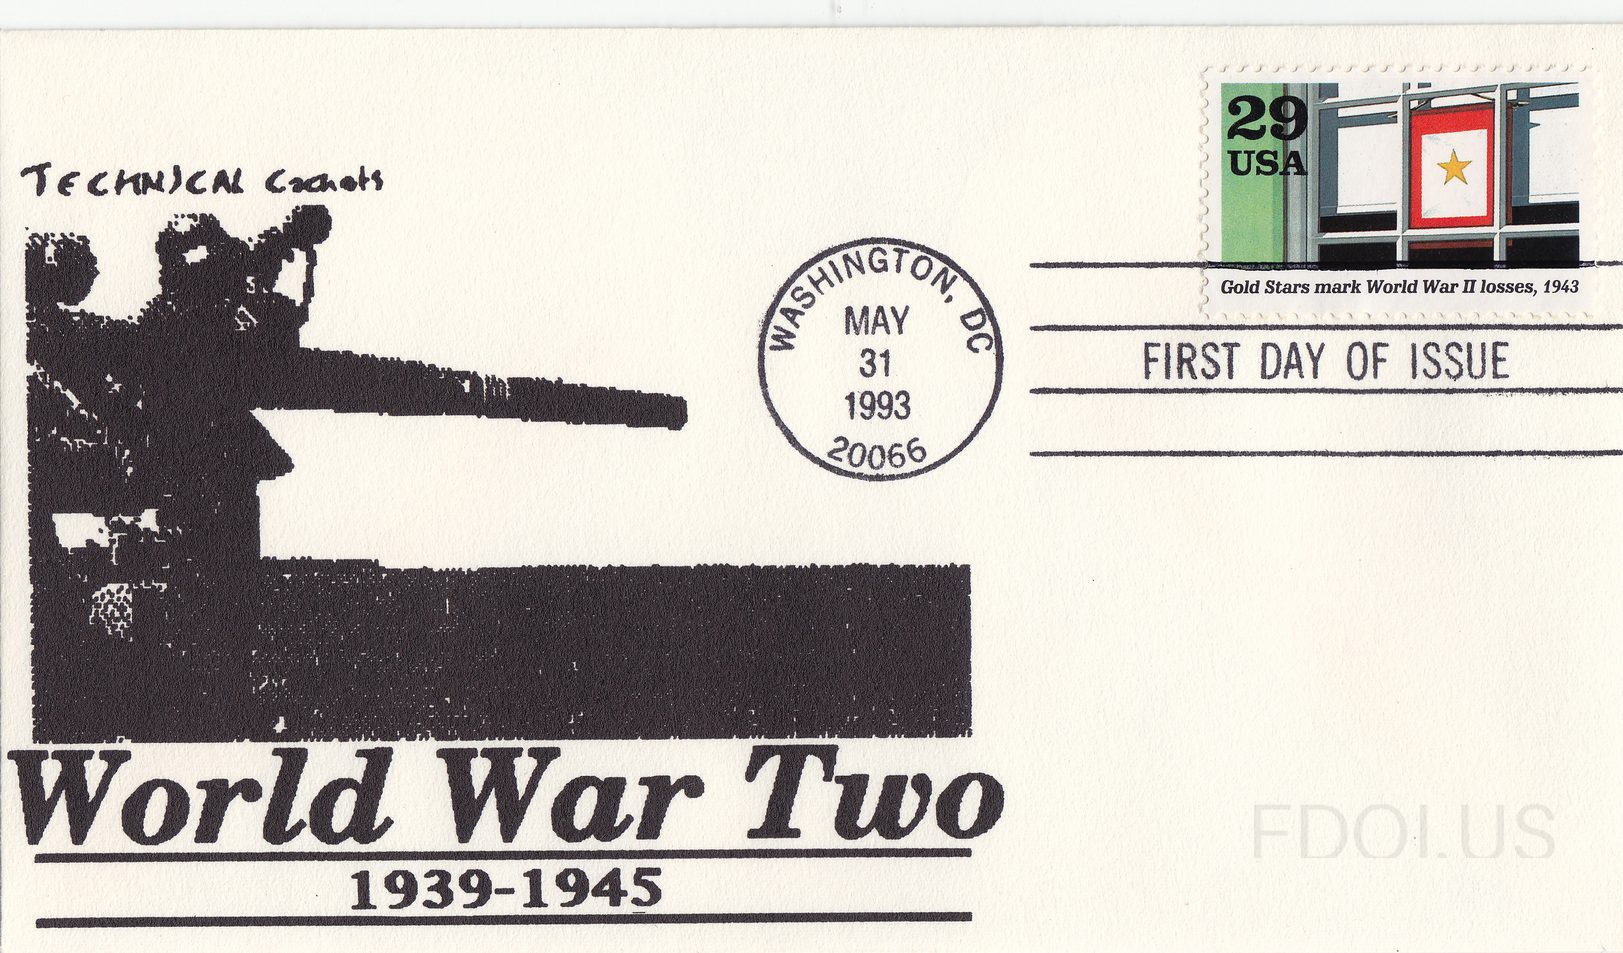 TECHNICAL Cachets
29
USA
Gold Stars mark World War II losses, 1943
WASHINGTON, DC
MAY
31
1993
20066
FIRST DAY OF ISSUE
World War Two
1939-1945
FDOI.US